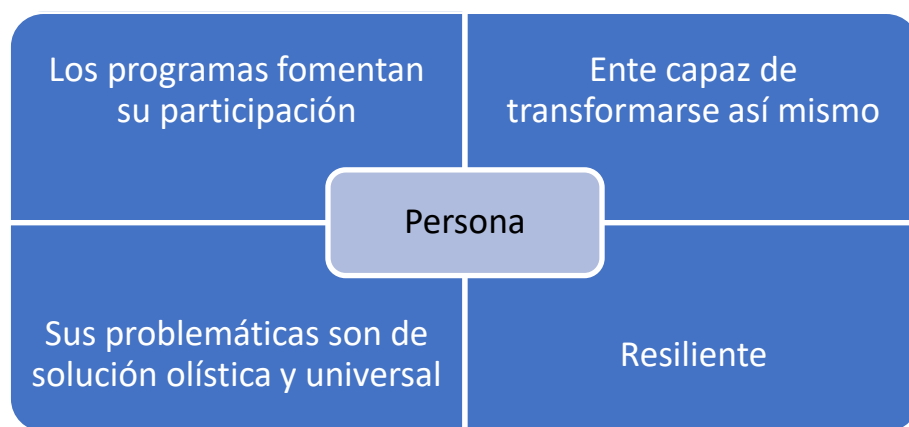 Los programas fomentan
su participación
Ente capaz de
transformarse así mismo
Persona
Sus problemáticas son de
solución olística y universal
Resiliente